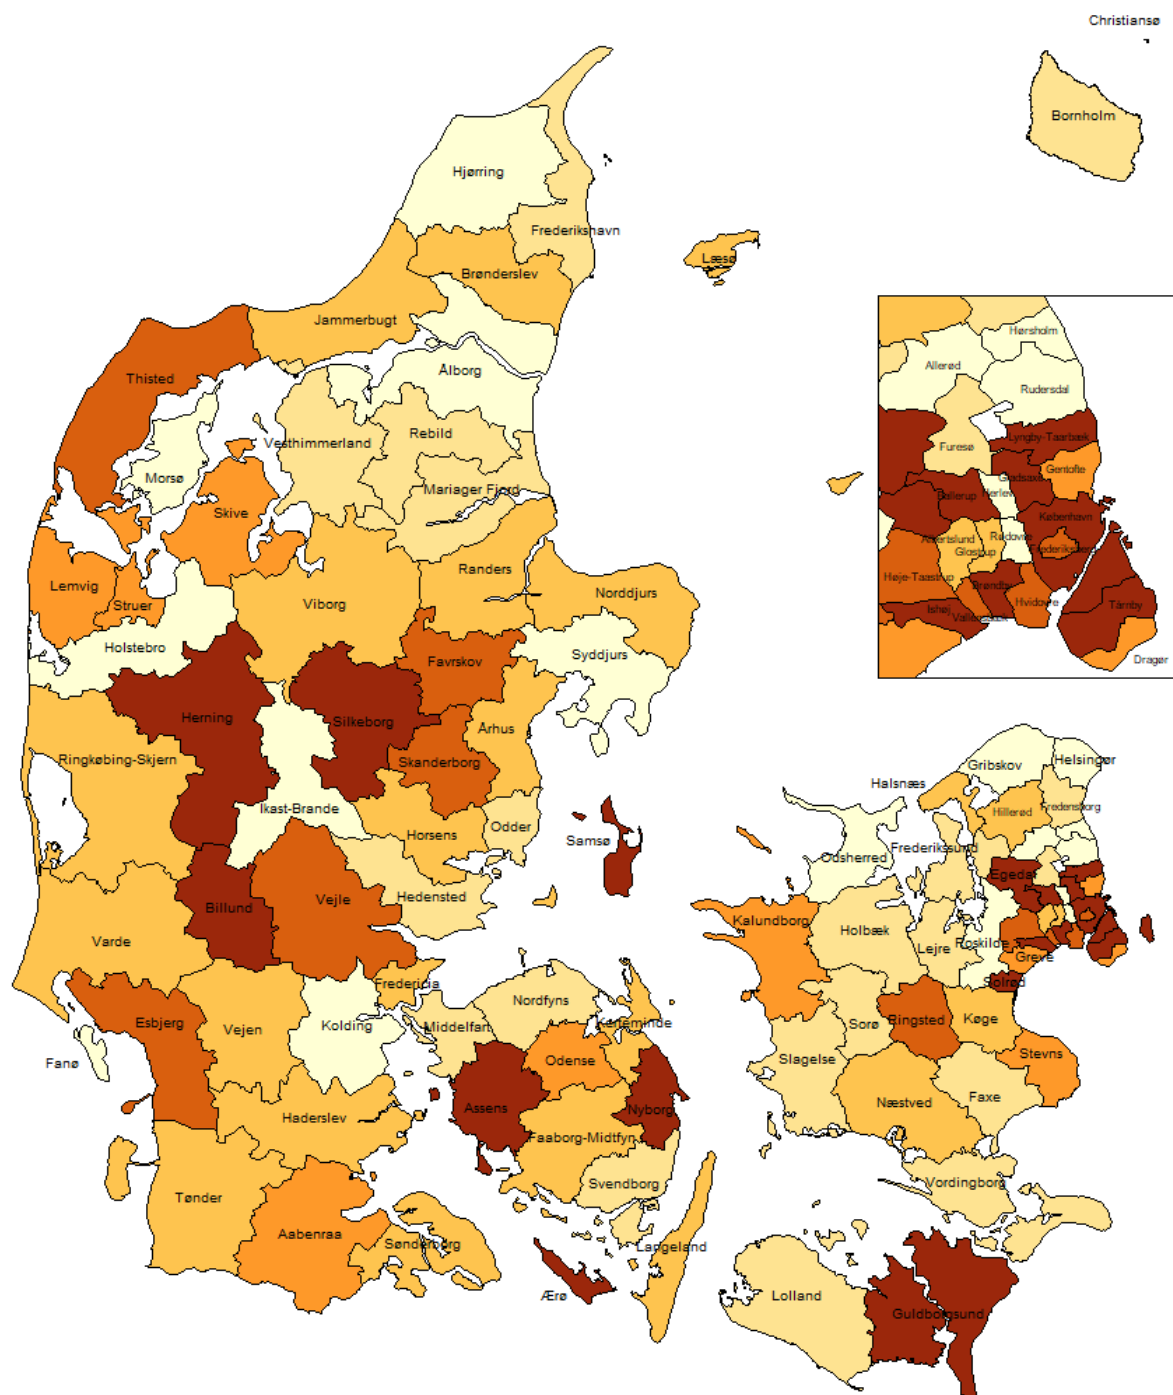 Christiansø
Bornholm
Hjørring
Frederikshavn
Læsø
Brønderslev
Jammerbugt
Thisted
Ålborg
Vesthimmerland
Rebild
Morsø
Mariager Fjord
Skive
Randers
Norddjurs
Lemvig
Struer
Viborg
Holstebro
Favrskov
Syddjurs
Herning
Silkeborg
Århus
Ringkøbing-Skjern
Skanderborg
Ikast-Brande
Horsens
Odder
Samsø
Hedensted
Billund
Vejle
Varde
Fredericia
Nordfyns
Esbjerg
Vejen
Kolding
Middelfart
Kerteminde
Fanø
Odense
Assens
Nyborg
Haderslev
Faaborg-Midtfyn
Svendborg
Tønder
Aabenraa
Sønderborg
Langeland
Ærø
Hørsholm
Allerød
Rudersdal
Lyngby-Taarbæk
Furesø
Gentofte
Gladsaxe
Ballerup
Herlev
København
Rødovre
Albertslund
Frederiksberg
Glostrup
Høje-Taastrup
Brøndby
Hvidovre
Ishøj
Tårnby
Vallensbæk
Dragør
Gribskov
Helsingør
Halsnæs
Hillerød
Fredensborg
Frederikssund
Odsherred
Egedal
Kalundborg
Holbæk
Lejre
Roskilde
Greve
Solrød
Sorø
Ringsted
Køge
Slagelse
Stevns
Næstved
Faxe
Vordingborg
Lolland
Guldborgsund